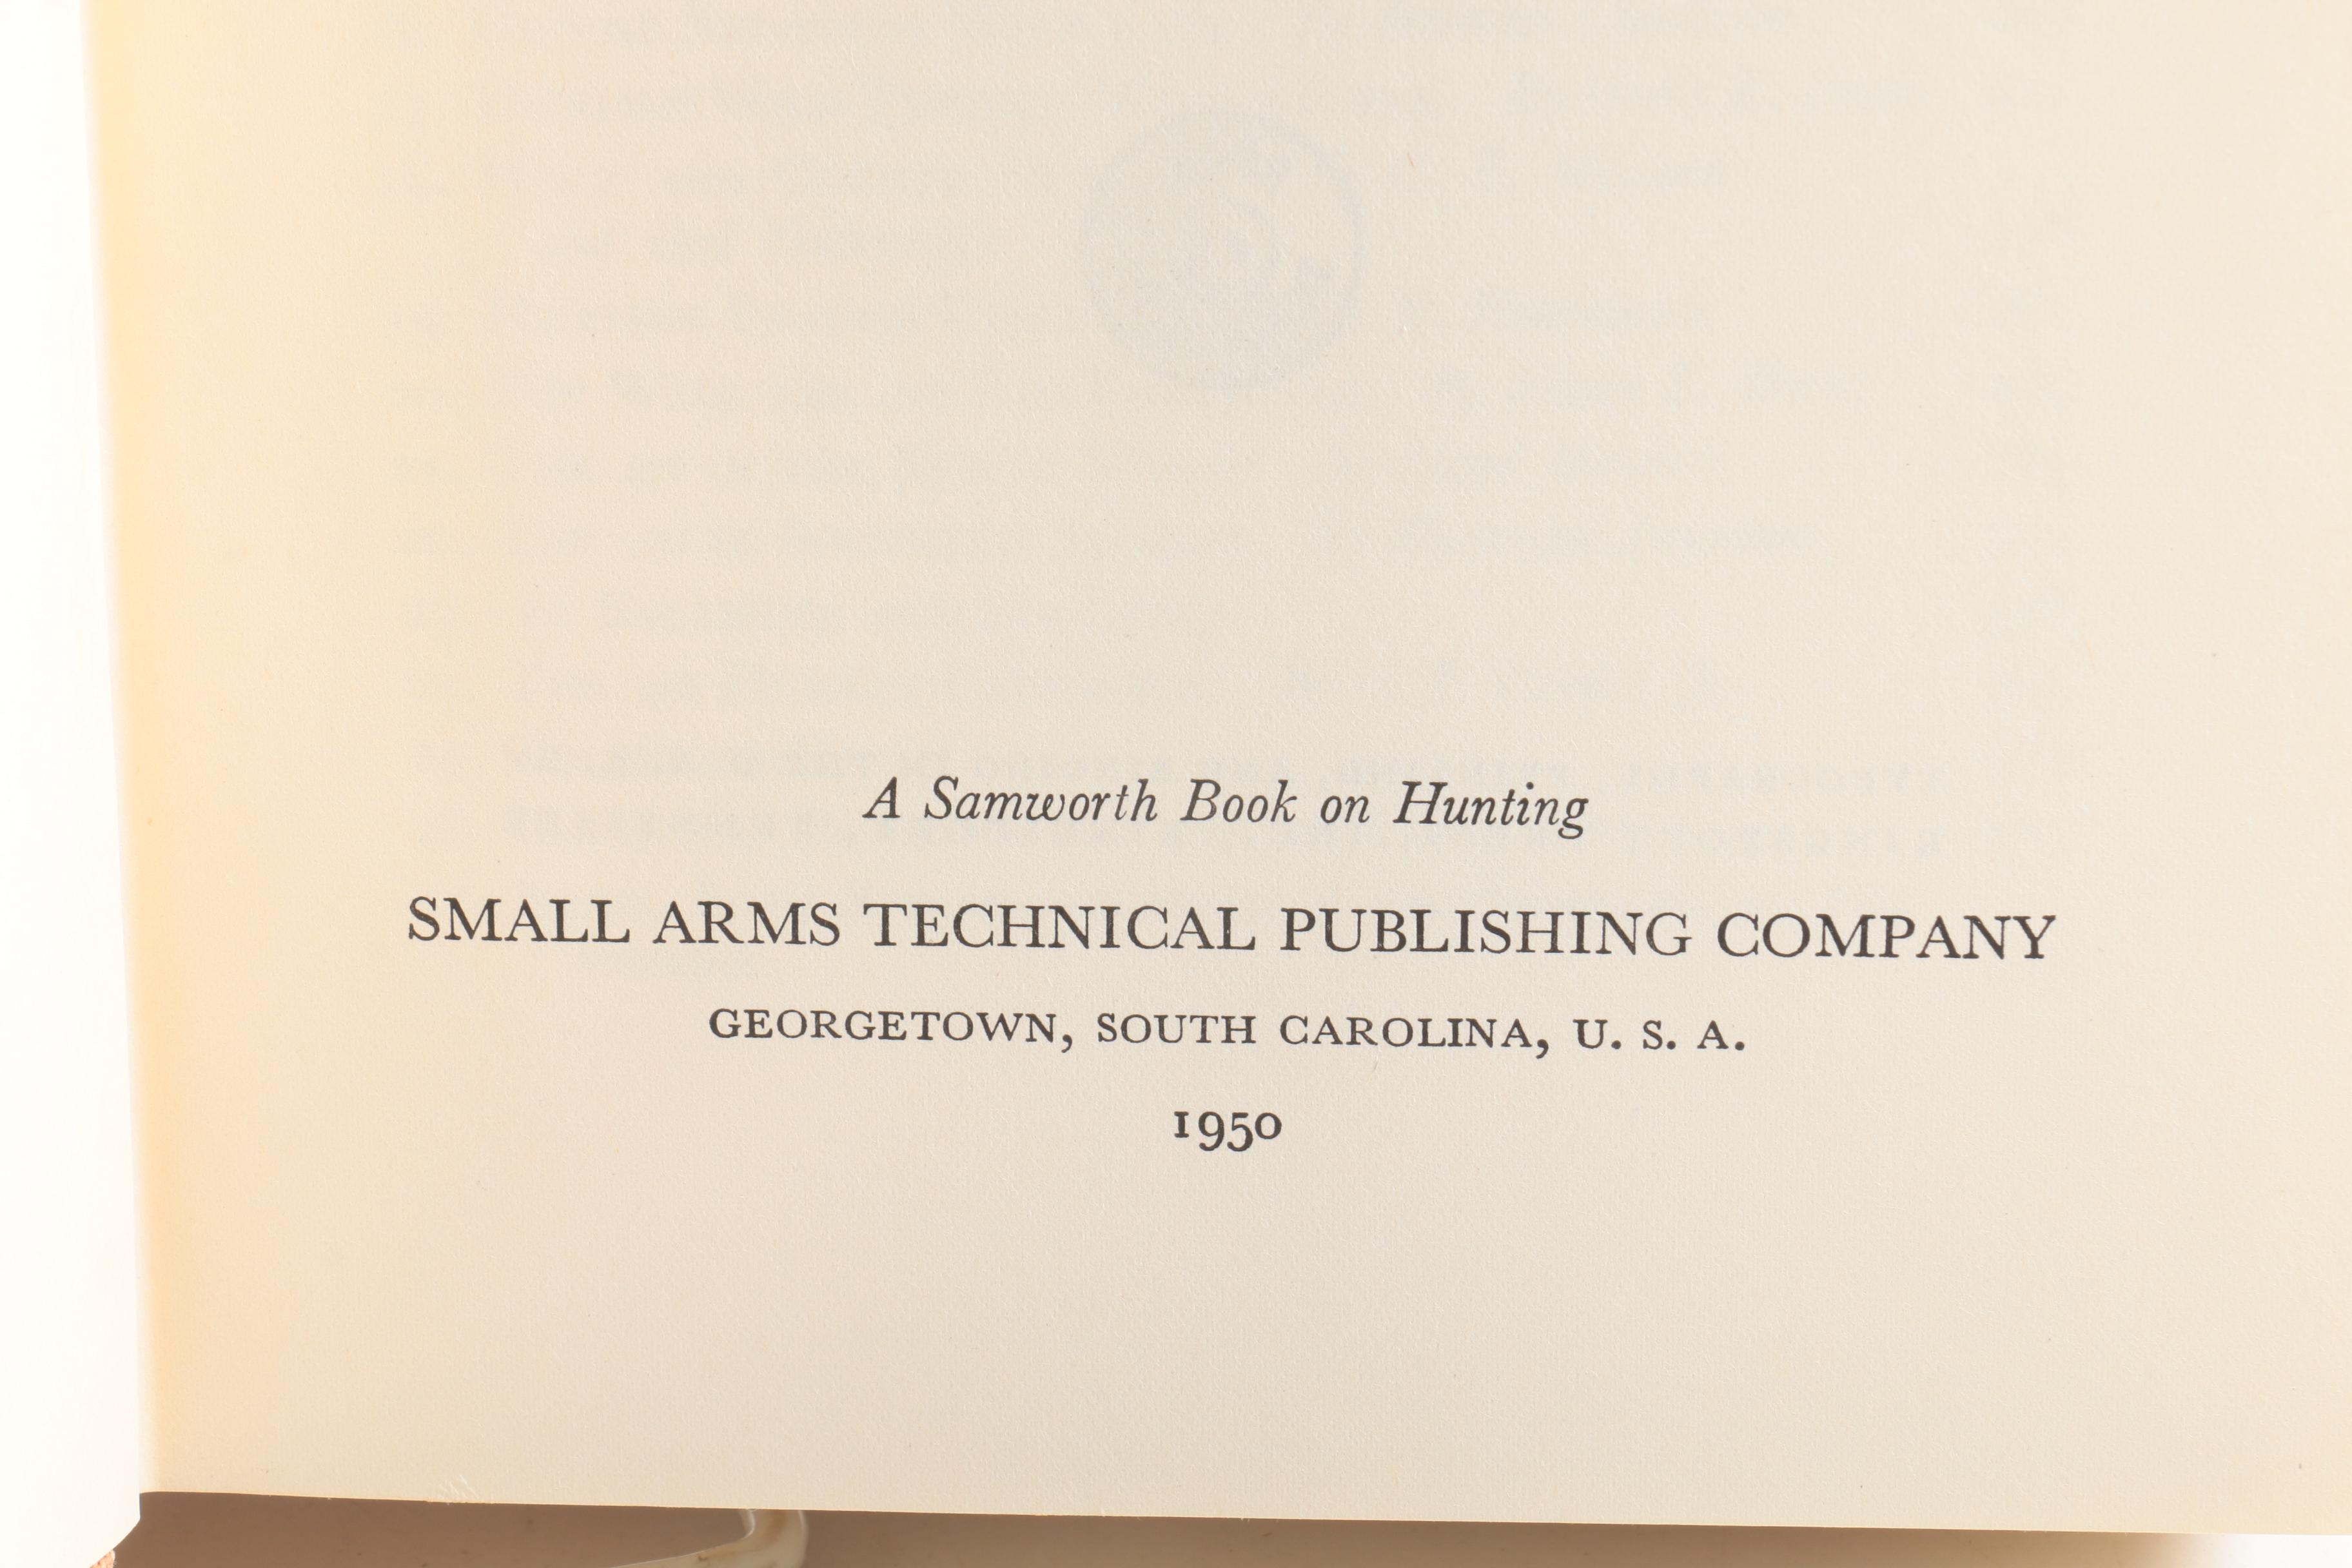 A Samworth Book on Hunting
SMALL ARMS TECHNICAL PUBLISHING COMPANY
GEORGETOWN, SOUTH CAROLINA, U. S. A.
1950